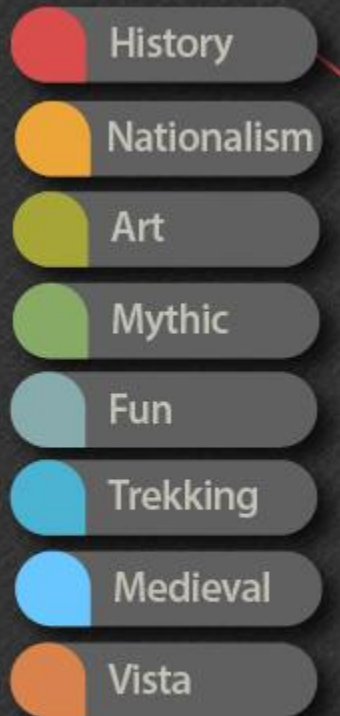 History
Nationalism
Art
Mythic
Fun
Trekking
Medieval
Vista